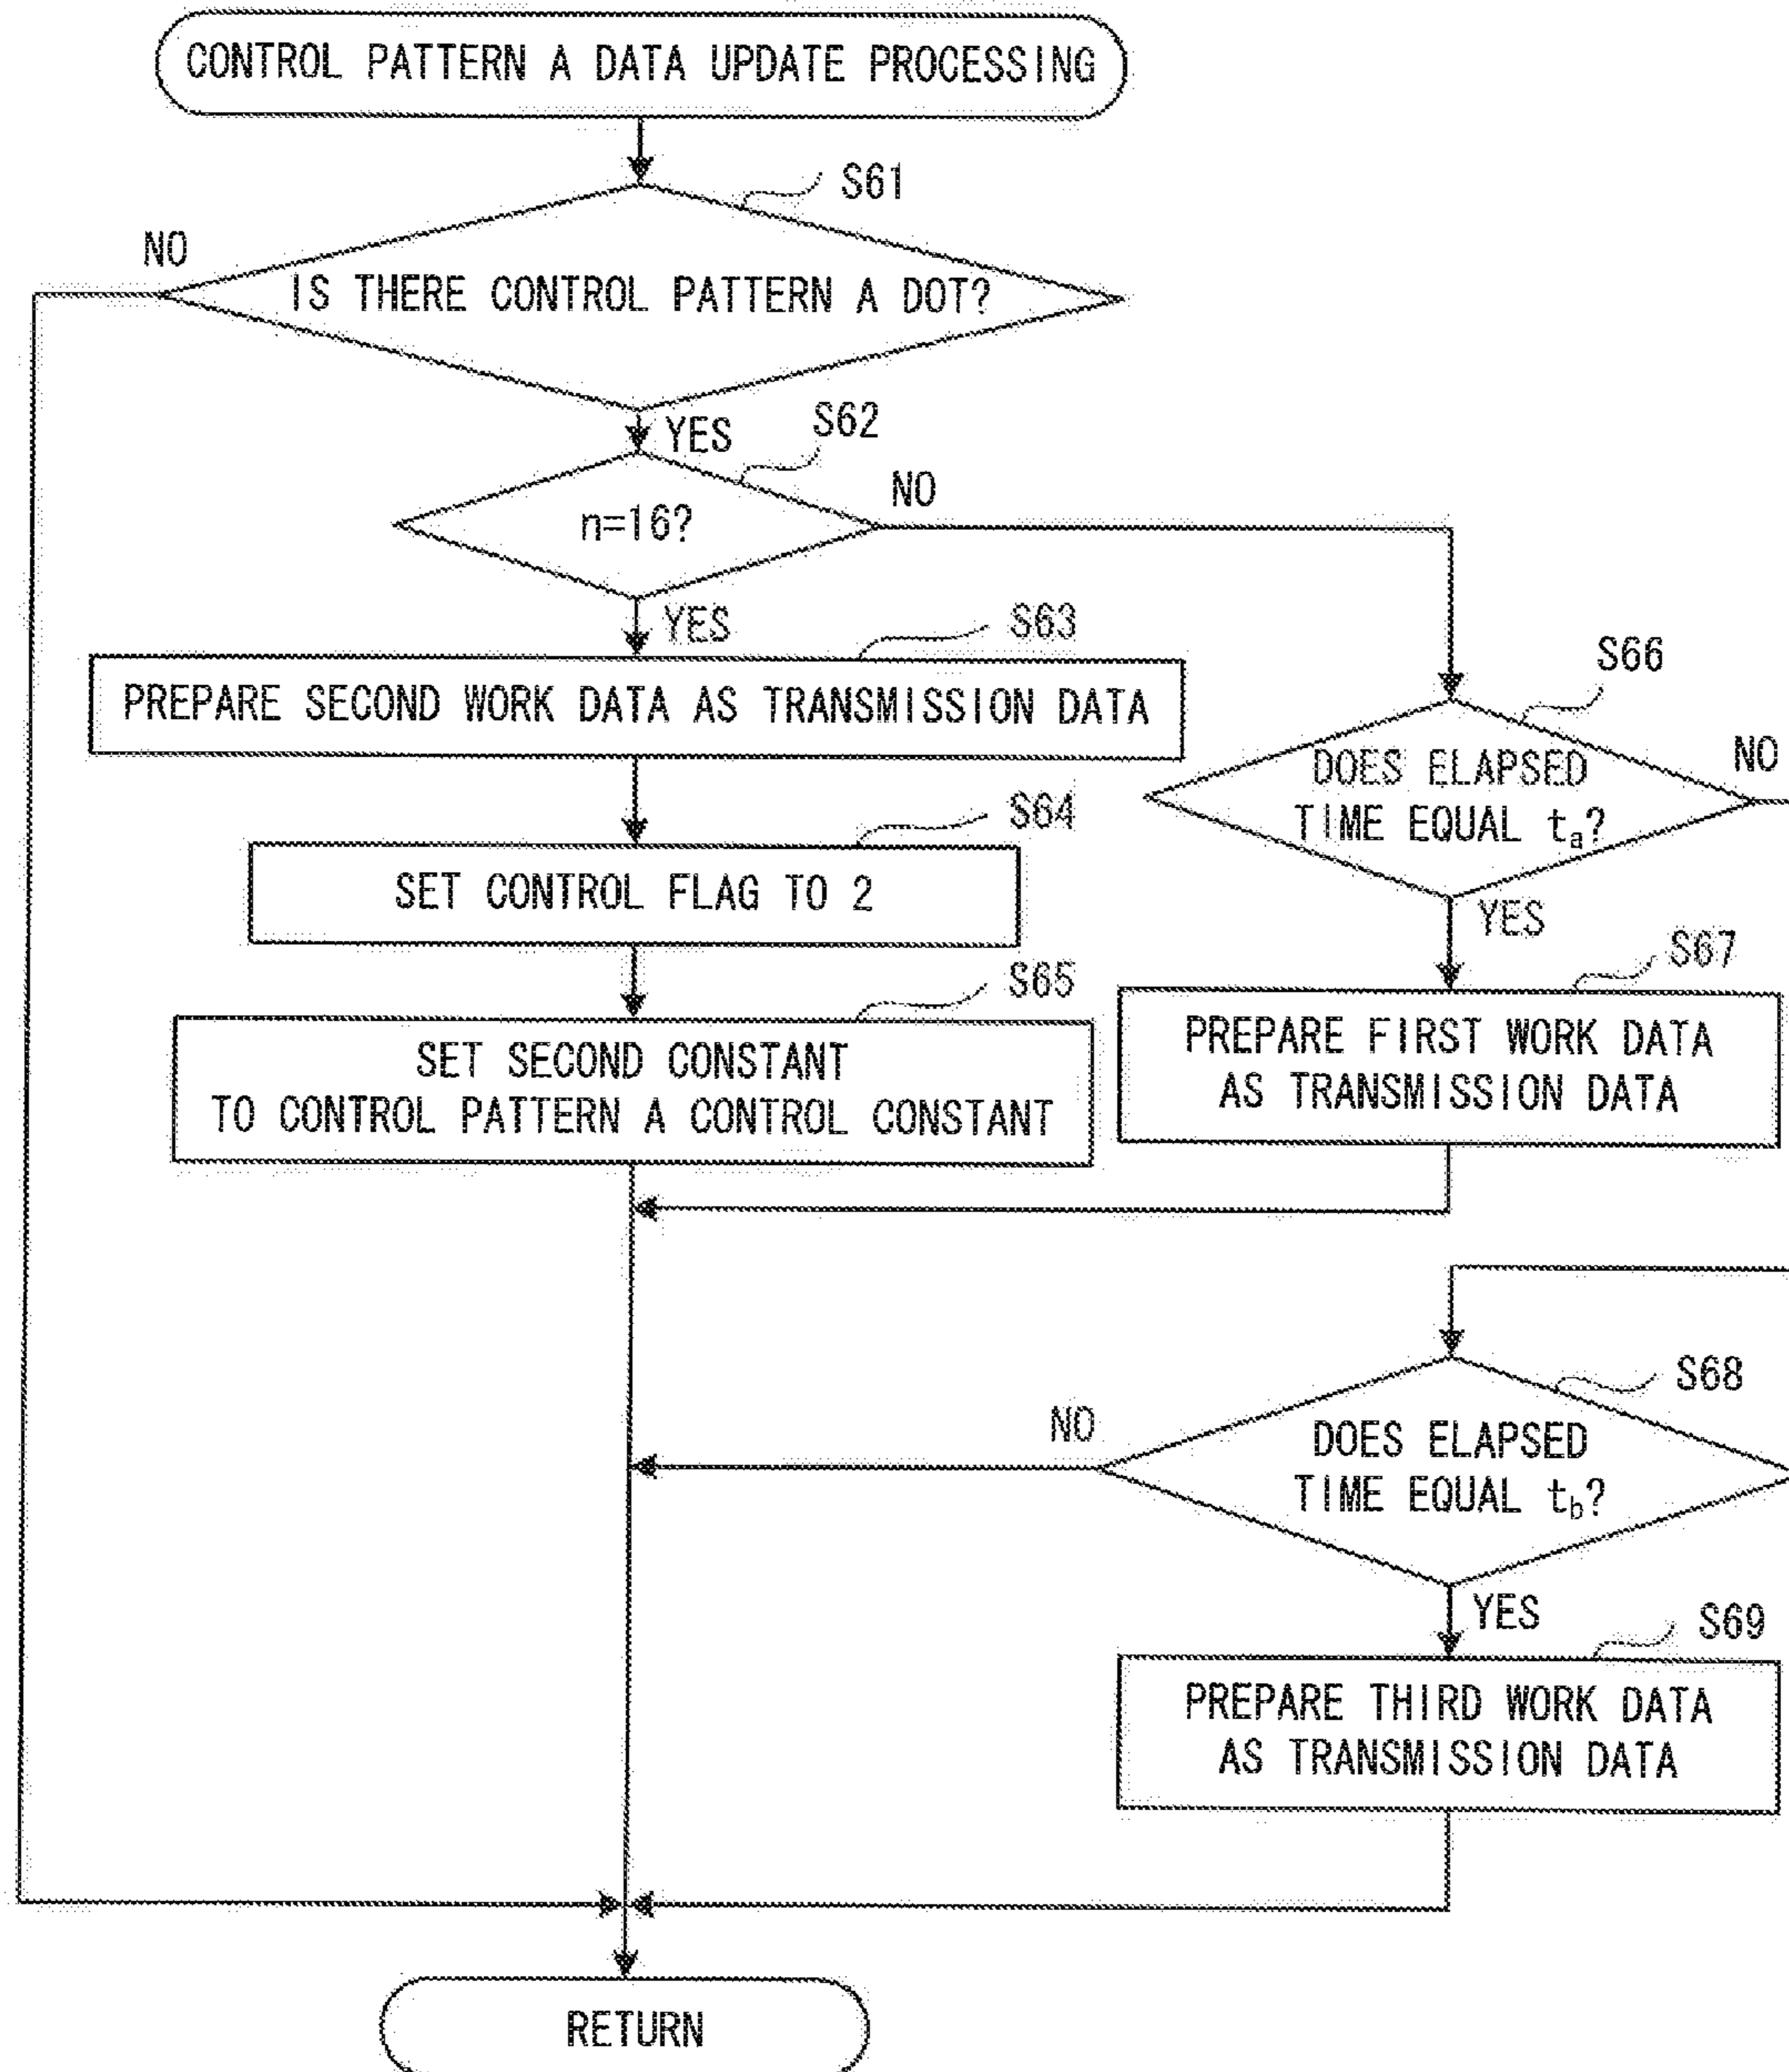 CONTROL PATTERN A DATA UPDATE PROCESSING
S61
NO
IS THERE CONTROL PATTERN A DOT?
YES
S62
NO
n=16?
YES
S63
PREPARE SECOND WORK DATA AS TRANSMISSION DATA
S66
DOES ELAPSED
TIME EQUAL ta?
NO
S64
SET CONTROL FLAG TO 2
YES
S67
PREPARE FIRST WORK DATA
AS TRANSMISSION DATA
S65
SET SECOND CONSTANT
TO CONTROL PATTERN A CONTROL CONSTANT
S68
NO
DOES ELAPSED
TIME EQUAL tb?
YES
S69
PREPARE THIRD WORK DATA
AS TRANSMISSION DATA
RETURN